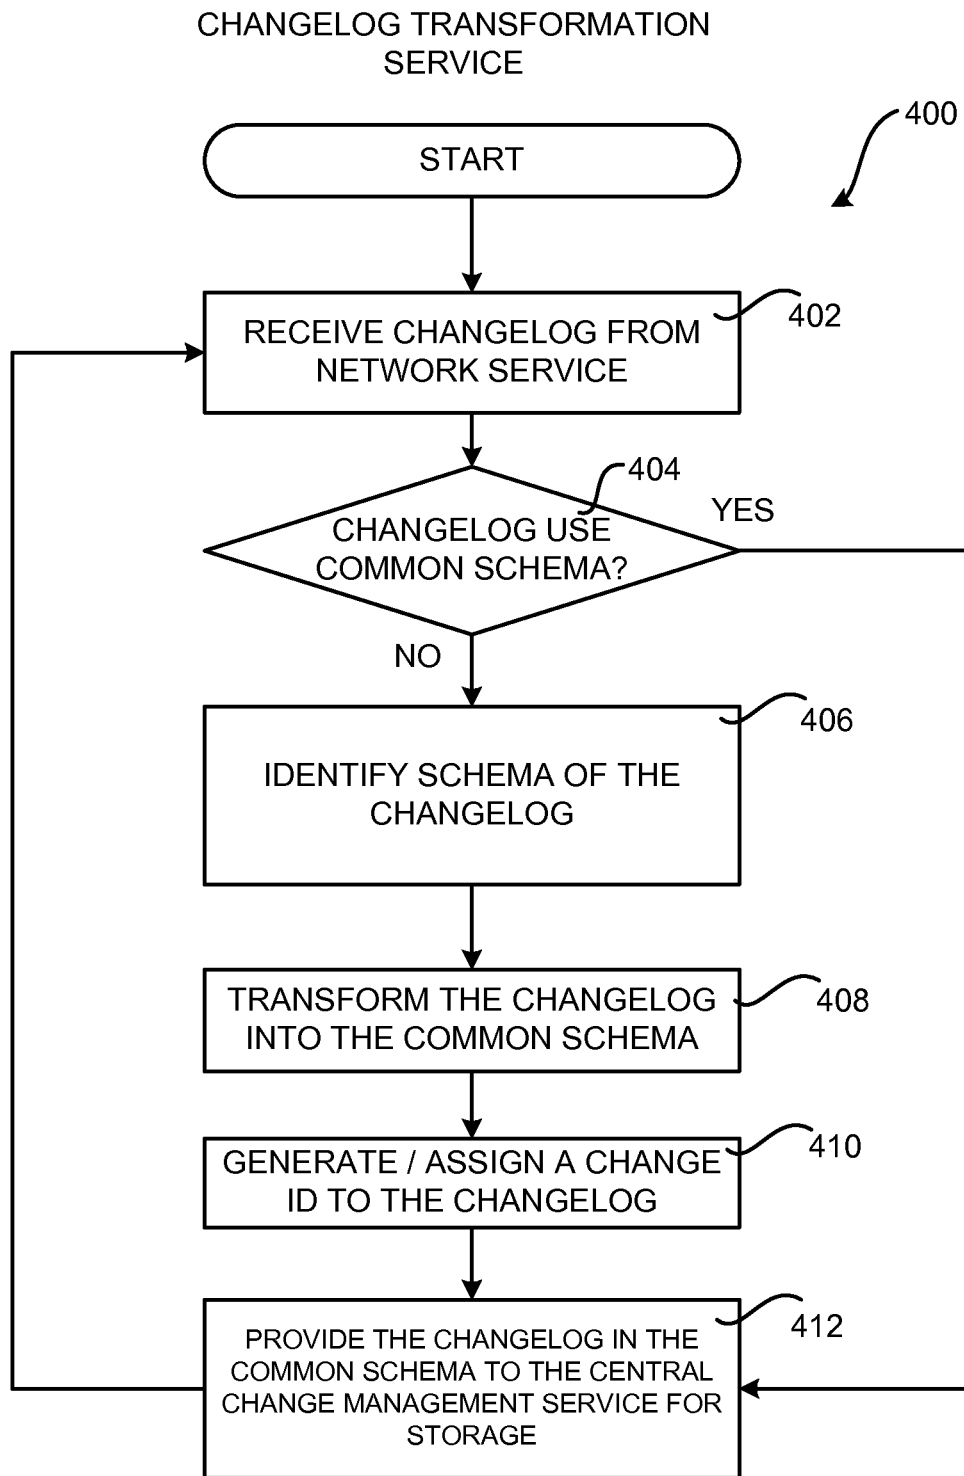 CHANGELOG TRANSFORMATION
SERVICE
400
START
402
RECEIVE CHANGELOG FROM
NETWORK SERVICE
404
YES
CHANGELOG USE
COMMON SCHEMA?
NO
406
IDENTIFY SCHEMA OF THE
CHANGELOG
408
TRANSFORM THE CHANGELOG
INTO THE COMMON SCHEMA
410
GENERATE / ASSIGN A CHANGE
ID TO THE CHANGELOG
412
PROVIDE THE CHANGELOG IN THE
COMMON SCHEMA TO THE CENTRAL
CHANGE MANAGEMENT SERVICE FOR
STORAGE